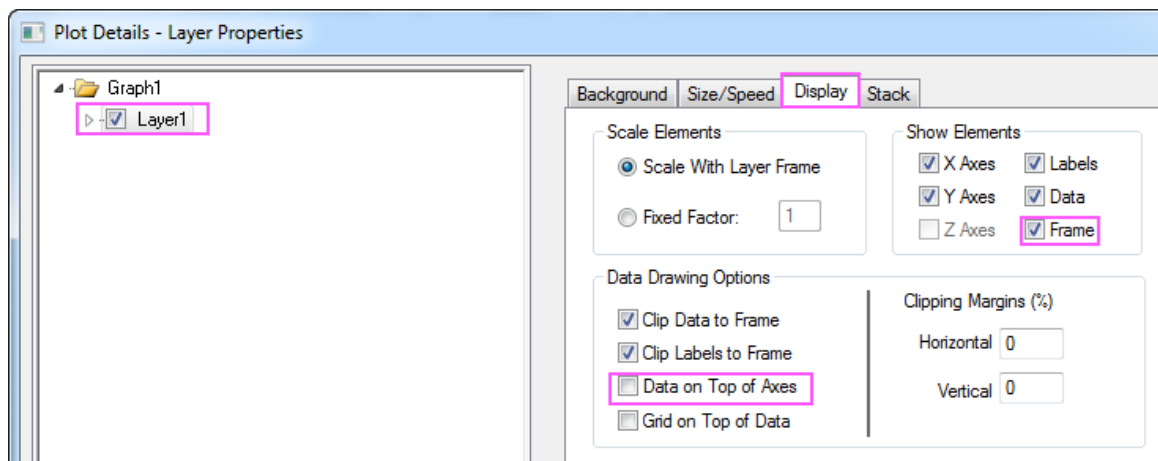 Plot Details - Layer Properties
Graph1
Layer1
Background Size/Speed Display Stack
Scale Elements
Scale With Layer Frame
Fixed Factor: 1
Show Elements
X Axes Labels
Y Axes Data
Z Axes Frame
Data Drawing Options
Clip Data to Frame
Clip Labels to Frame
Data on Top of Axes
Grid on Top of Data
Clipping Margins (%)
Horizontal 0
Vertical 0